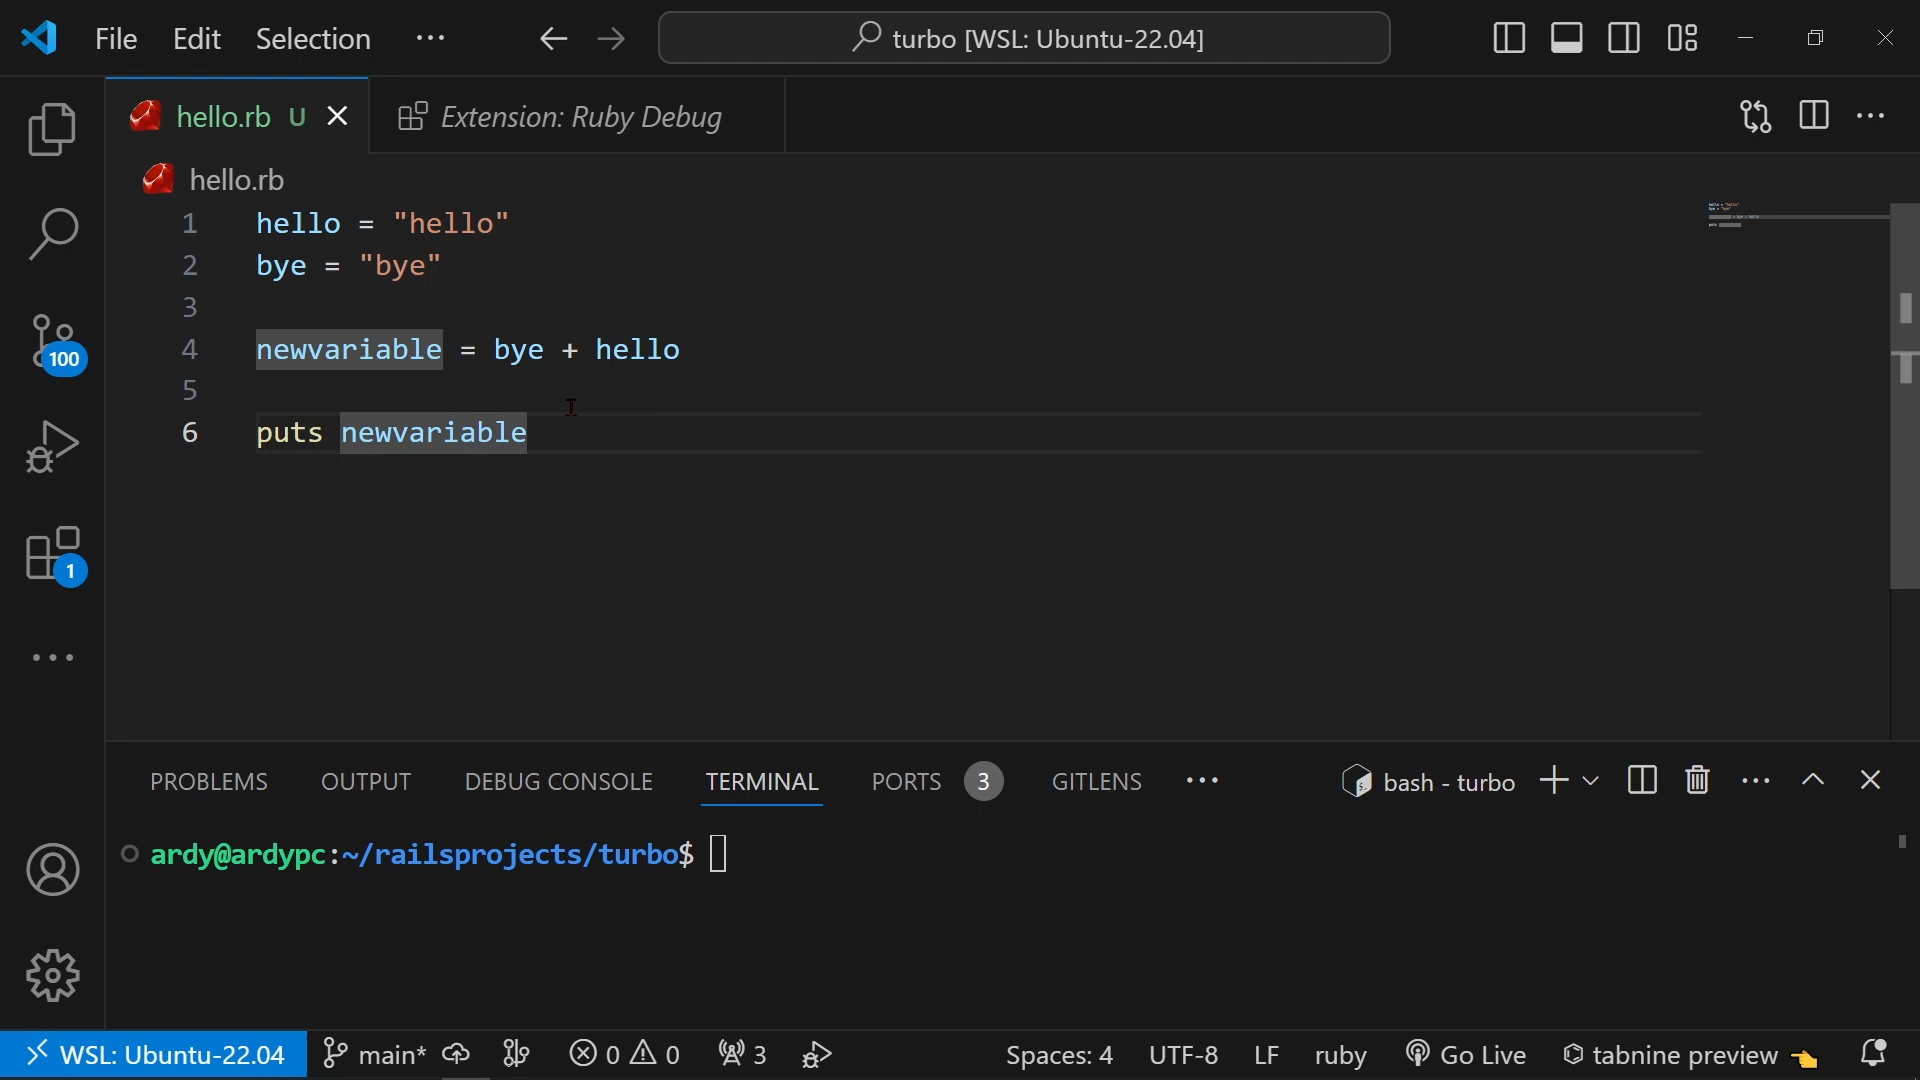 File Edit Selection ···
turbo [WSL: Ubuntu-22.04]
hello.rb U
Extension: Ruby Debug
hello.rb
1 hello = "hello"
2 bye = "bye"
3
4 newvariable = bye + hello
5
6 puts newvariable
100
1
PROBLEMS OUTPUT DEBUG CONSOLE TERMINAL PORTS 3 GITLENS ···
bash - turbo
ardy@ardypc:~/railsprojects/turbo$
WSL: Ubuntu-22.04 main* 0 0 3 Spaces: 4 UTF-8 LF ruby Go Live tabnine preview